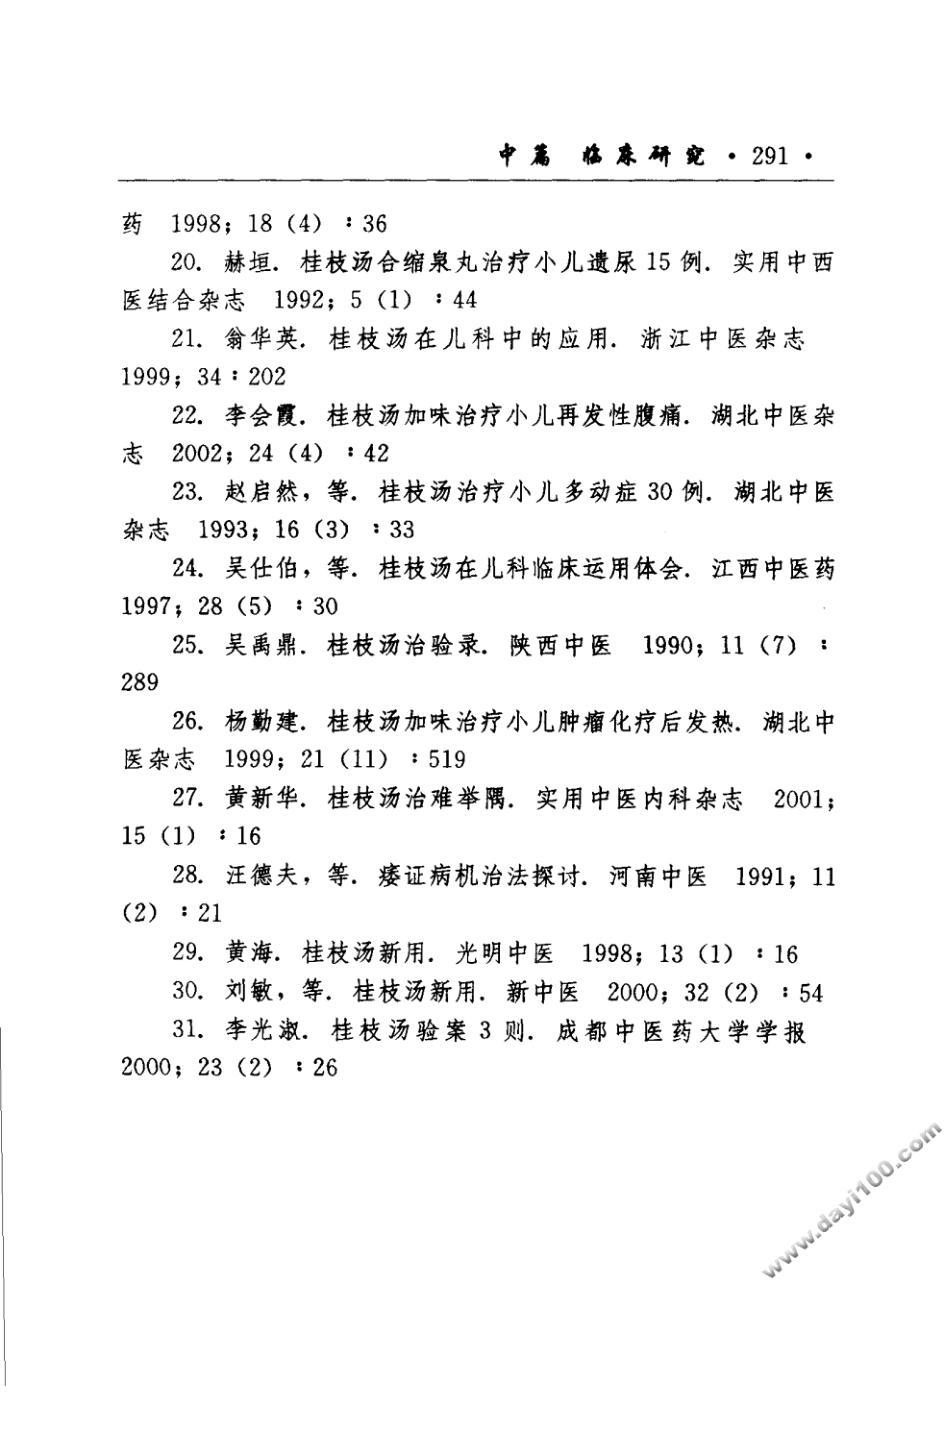 中篇 临床研究 · 291 ·
药 1998；18（4）：36
20．赫垣．桂枝汤合缩泉丸治疗小儿遗尿 15 例．实用中西
医结合杂志 1992；5（1）：44
21．翁华英．桂枝汤在儿科中的应用．浙江中医杂志
1999；34：202
22．李会霞．桂枝汤加味治疗小儿再发性腹痛．湖北中医杂
志 2002；24（4）：42
23．赵启然，等．桂枝汤治疗小儿多动症 30 例．湖北中医
杂志 1993；16（3）：33
24．吴仕伯，等．桂枝汤在儿科临床运用体会．江西中医药
1997；28（5）：30
25．吴禹鼎．桂枝汤治验录．陕西中医 1990；11（7）：
289
26．杨勤建．桂枝汤加味治疗小儿肿瘤化疗后发热．湖北中
医杂志 1999；21（11）：519
27．黄新华．桂枝汤治难举隅．实用中医内科杂志 2001；
15（1）：16
28．汪德夫，等．痿证病机治法探讨．河南中医 1991；11
（2）：21
29．黄海．桂枝汤新用．光明中医 1998；13（1）：16
30．刘敏，等．桂枝汤新用．新中医 2000；32（2）：54
31．李光淑．桂枝汤验案 3 则．成都中医药大学学报
2000；23（2）：26
www.dayi100.com